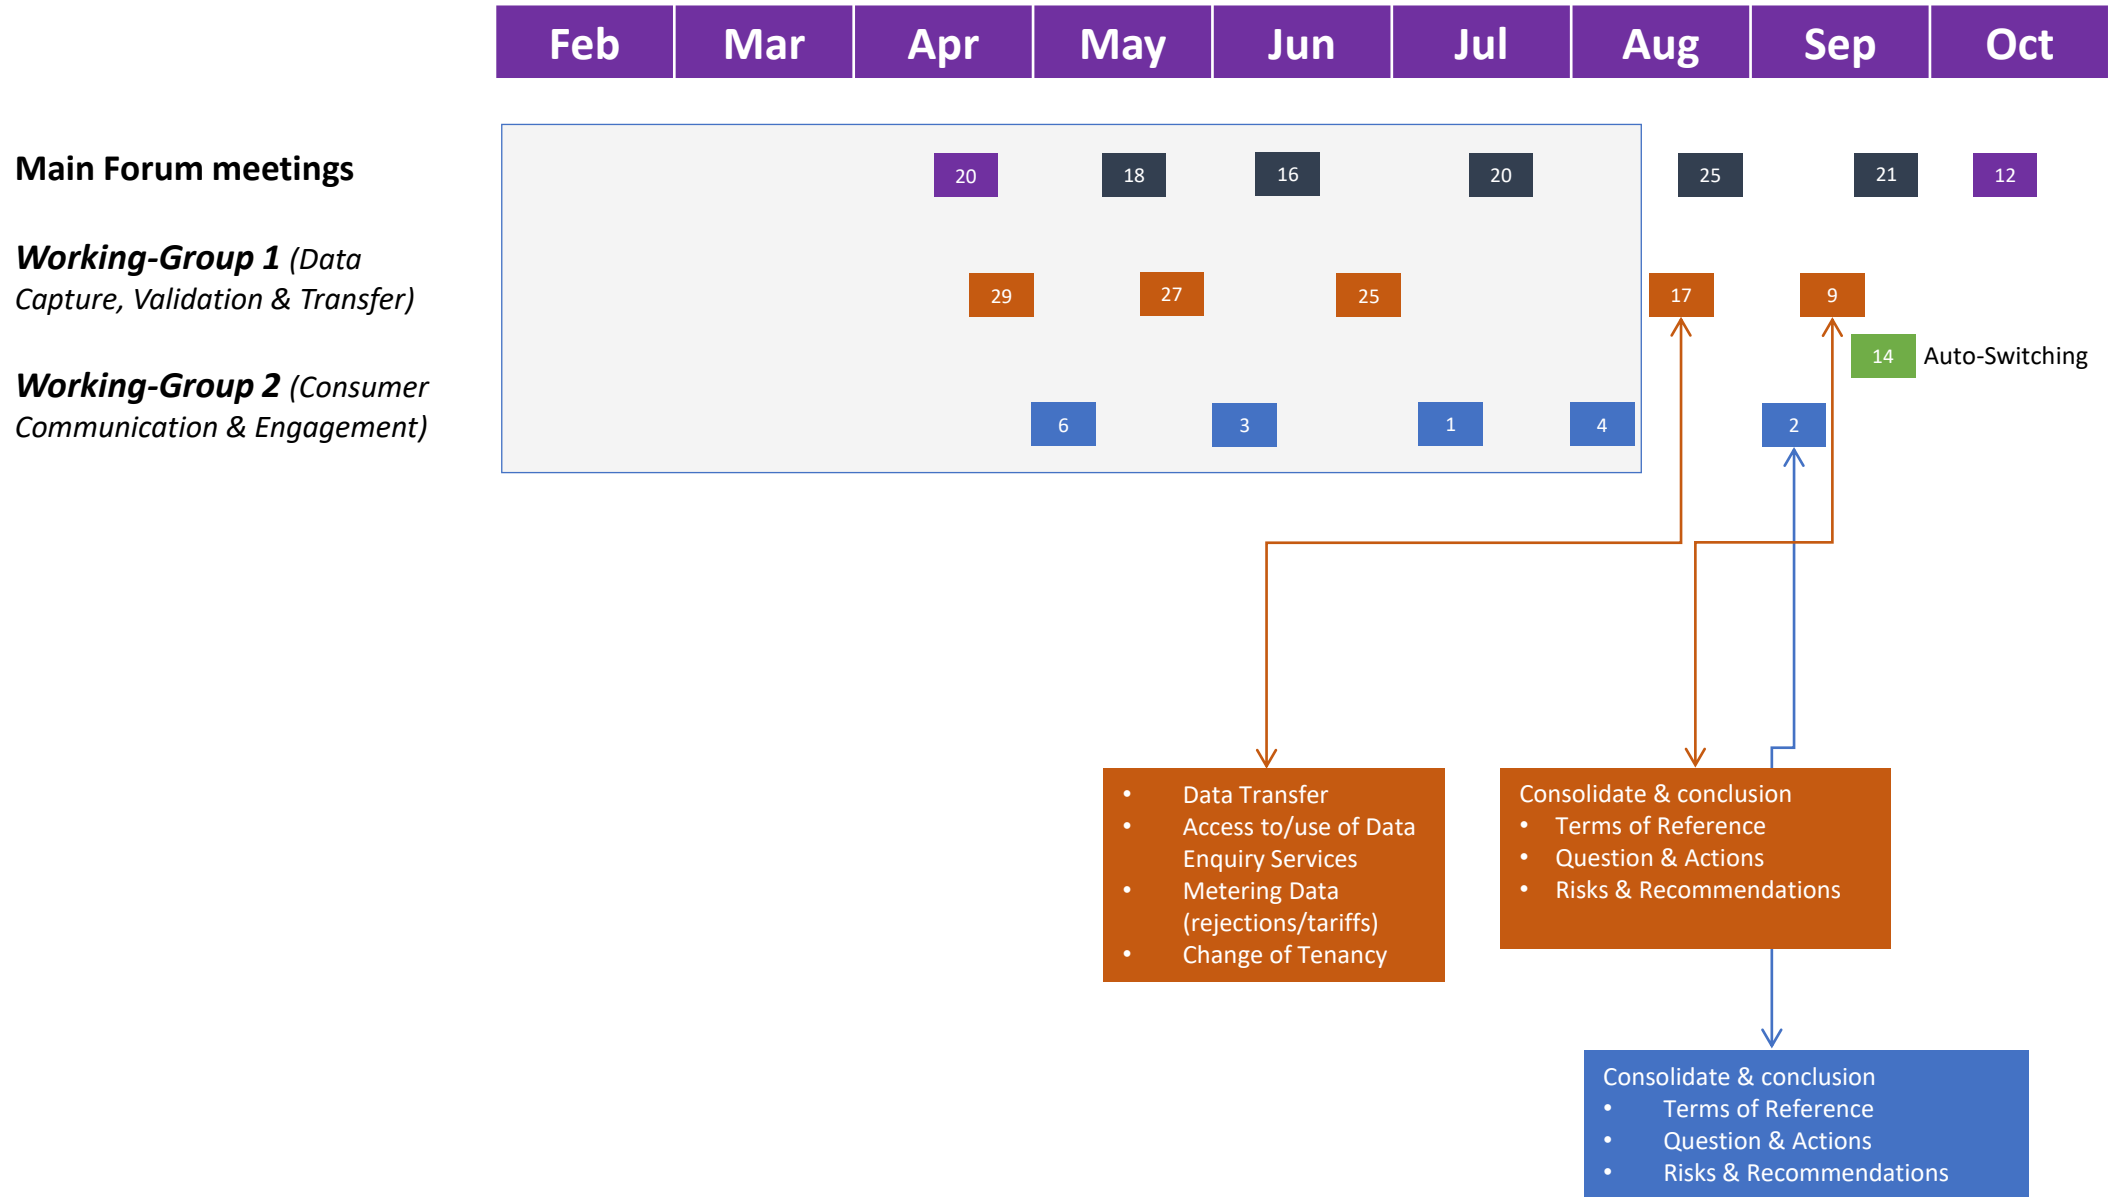 Feb Mar Apr May Jun Jul Aug Sep Oct
Main Forum meetings
20 18 16 20 25 21 12
Working-Group 1 (Data
Capture, Validation & Transfer)
29 27 25 17 9
14 Auto-Switching
Working-Group 2 (Consumer
Communication & Engagement)
6 3 1 4 2
• Data Transfer
• Access to/use of Data
Enquiry Services
• Metering Data
(rejections/tariffs)
• Change of Tenancy
Consolidate & conclusion
• Terms of Reference
• Question & Actions
• Risks & Recommendations
Consolidate & conclusion
• Terms of Reference
• Question & Actions
• Risks & Recommendations